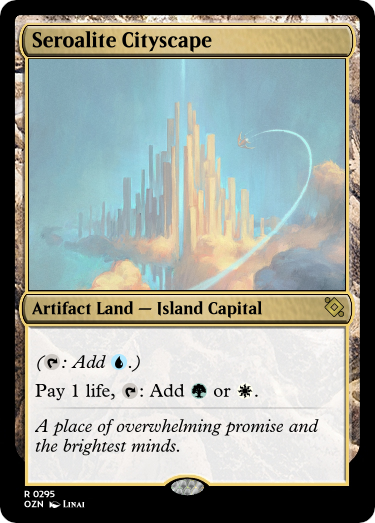 Seroalite Cityscape
Artifact Land — Island Capital
(: Add .)
Pay 1 life, : Add or .
A place of overwhelming promise and
the brightest minds.
R 0295
OZN Linai